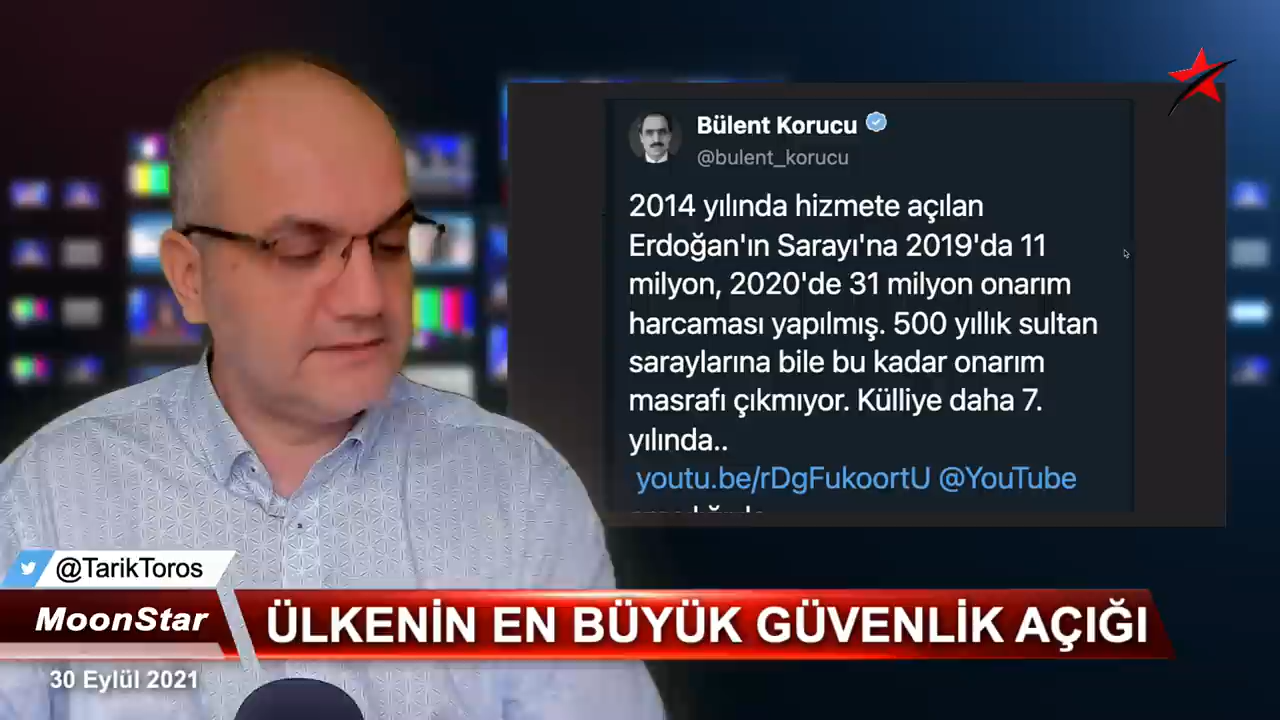 Bülent Korucu
@bulent_korucu
2014 yılında hizmete açılan
Erdoğan'ın Sarayı'na 2019'da 11
milyon, 2020'de 31 milyon onarım
harcaması yapılmış. 500 yıllık sultan
saraylarına bile bu kadar onarım
masrafı çıkmıyor. Külliye daha 7.
yılında..
youtu.be/rDgFukoortU @YouTube
@TarikToros
MoonStar
ÜLKENİN EN BÜYÜK GÜVENLİK AÇIĞI
30 Eylül 2021